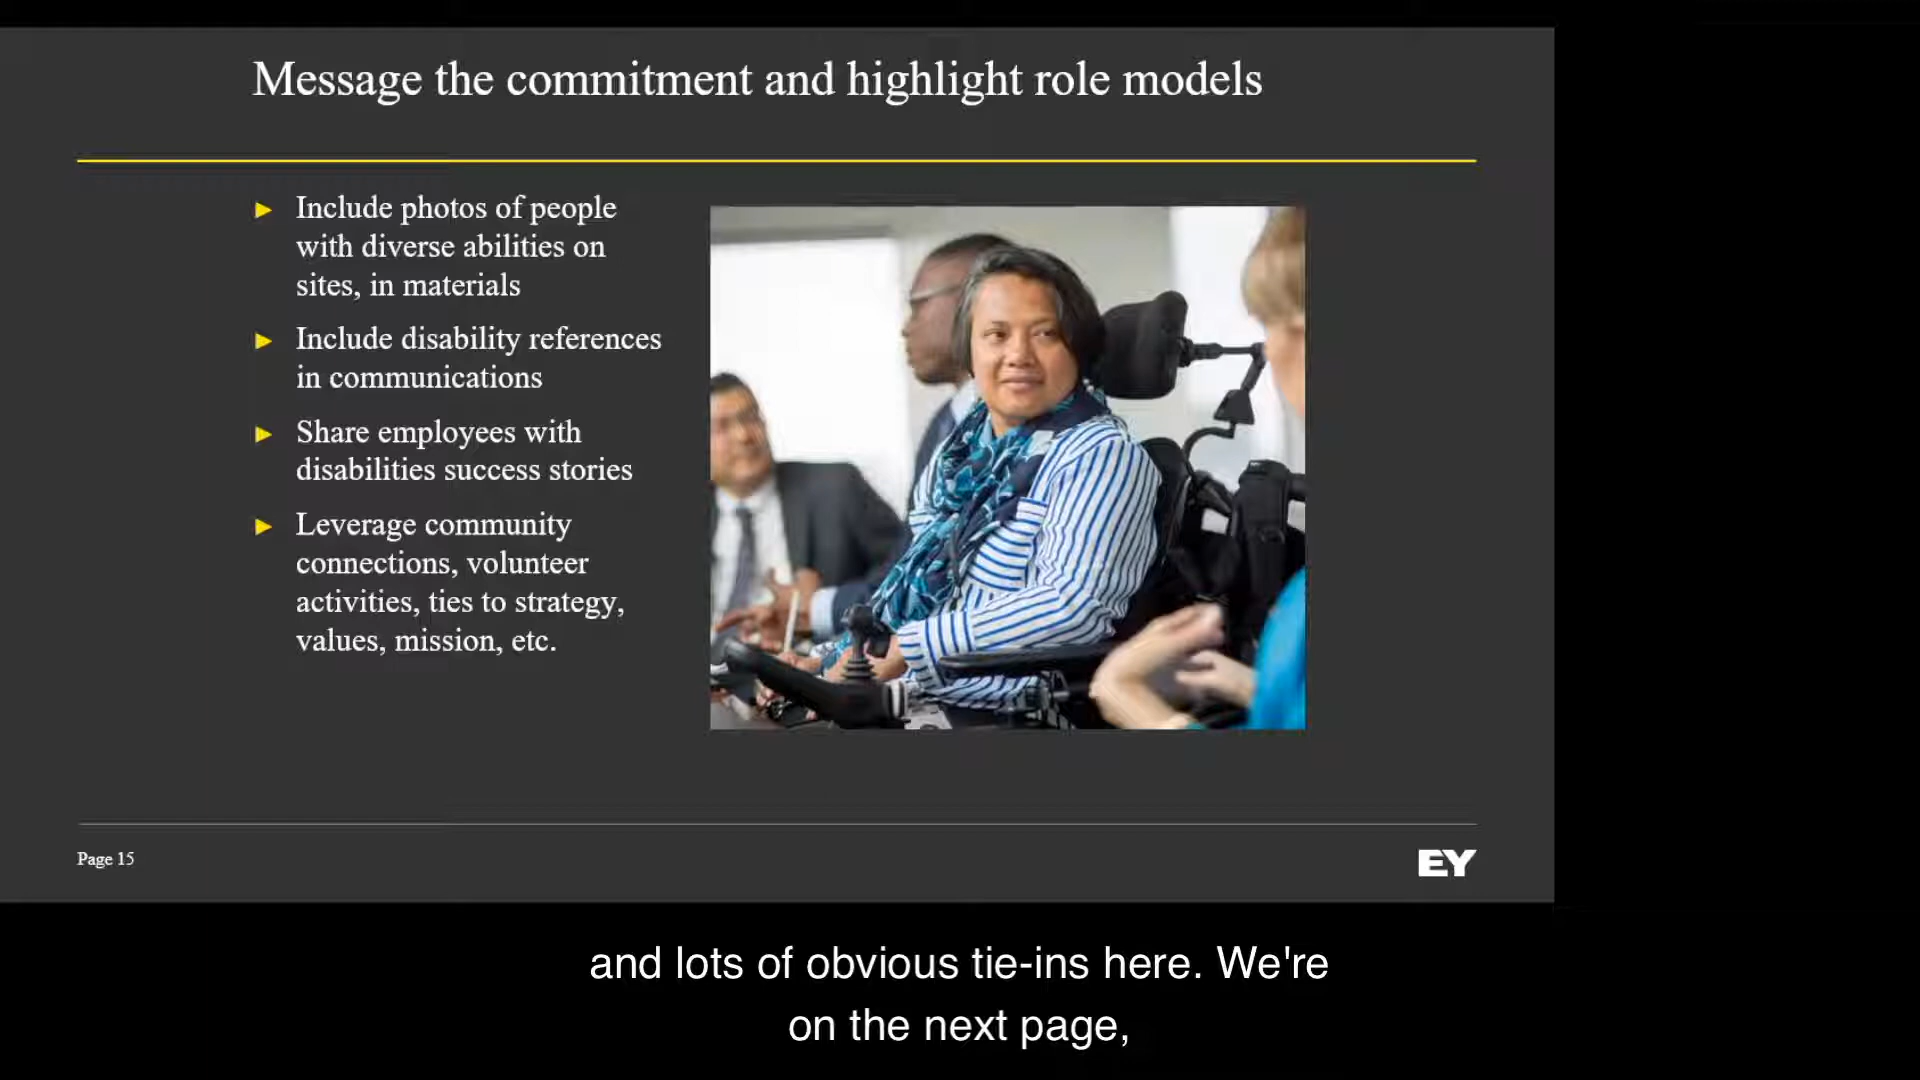 Message the commitment and highlight role models
► Include photos of people
with diverse abilities on
sites, in materials
► Include disability references
in communications
► Share employees with
disabilities success stories
► Leverage community
connections, volunteer
activities, ties to strategy,
values, mission, etc.
Page 15
EY
and lots of obvious tie-ins here. We're
on the next page,